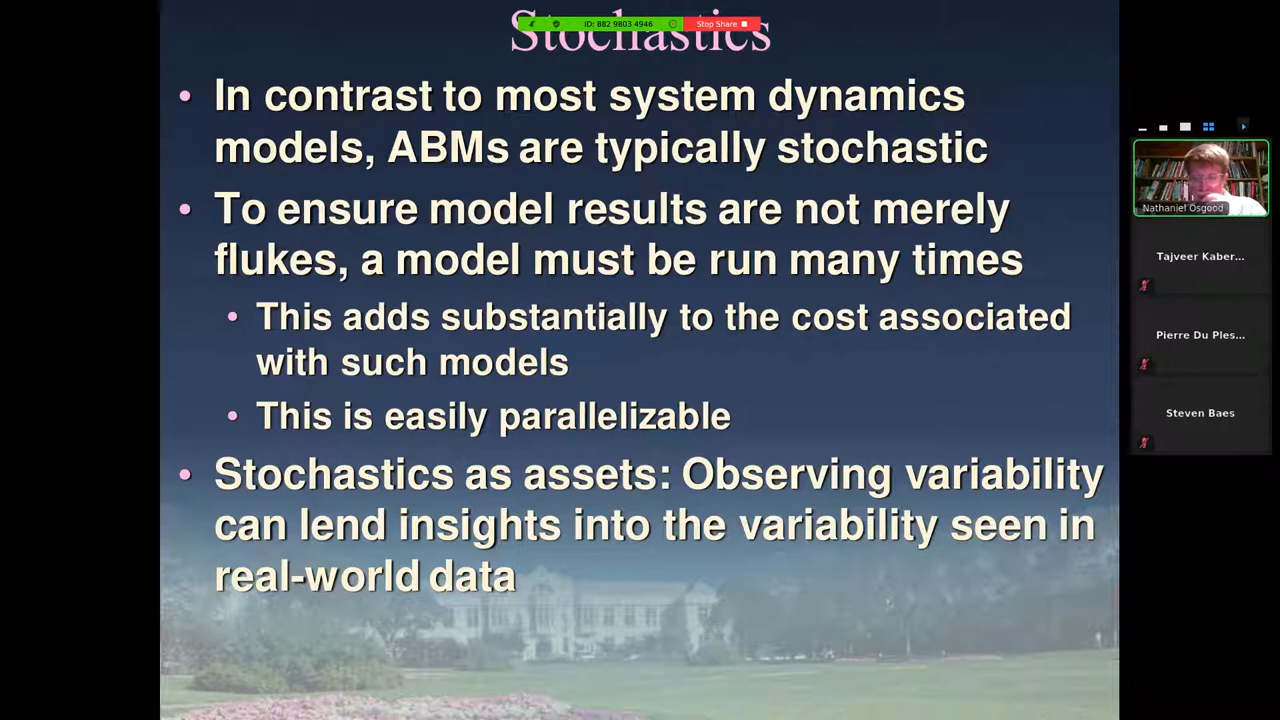 Stochastics
ID: 882 9803 4946
Stop Share
• In contrast to most system dynamics
models, ABMs are typically stochastic
• To ensure model results are not merely
flukes, a model must be run many times
• This adds substantially to the cost associated
with such models
• This is easily parallelizable
• Stochastics as assets: Observing variability
can lend insights into the variability seen in
real-world data
Nathaniel Osgood
Tajveer Kaber...
Pierre Du Ples...
Steven Baes